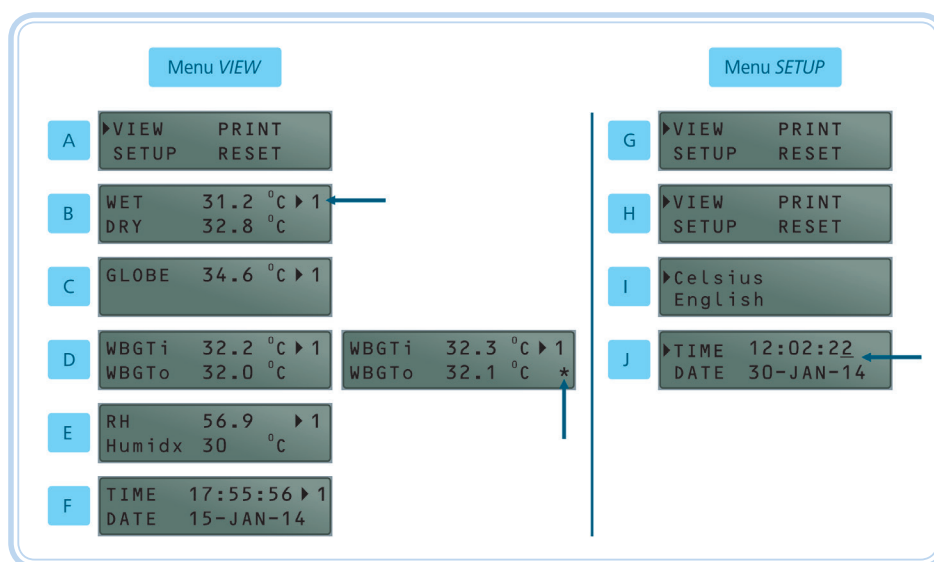 Menu VIEW
A
▶VIEW PRINT
SETUP RESET
B
WET 31.2 °C ▶ 1
DRY 32.8 °C
C
GLOBE 34.6 °C ▶ 1
D
WBGTi 32.2 °C ▶ 1
WBGTo 32.0 °C
WBGTi 32.3 °C ▶ 1
WBGTo 32.1 °C *
E
RH 56.9 ▶ 1
Humidx 30 °C
F
TIME 17:55:56 ▶ 1
DATE 15-JAN-14
Menu SETUP
G
▶VIEW PRINT
SETUP RESET
H
▶VIEW PRINT
SETUP RESET
I
▶Celsius
English
J
▶TIME 12:02:22
DATE 30-JAN-14